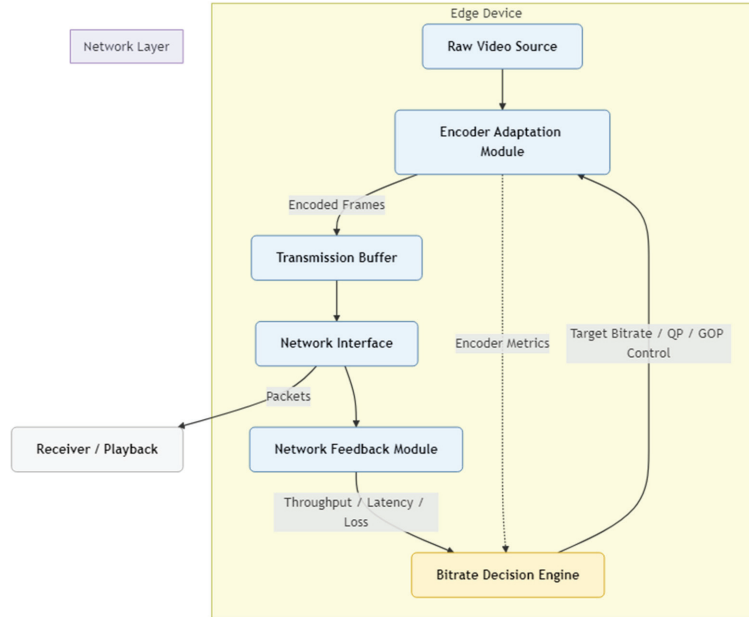 Edge Device
Network Layer
Raw Video Source
Encoder Adaptation
Module
Encoded Frames
Transmission Buffer
Network Interface
Encoder Metrics
Target Bitrate / QP / GOP
Control
Packets
Receiver / Playback
Network Feedback Module
Throughput / Latency /
Loss
Bitrate Decision Engine